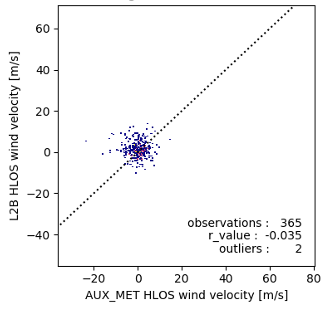 60
40
20
0
−20
−40
L2B HLOS wind velocity [m/s]
observations : 365
r_value : -0.035
outliers : 2
−20 0 20 40 60 80
AUX_MET HLOS wind velocity [m/s]